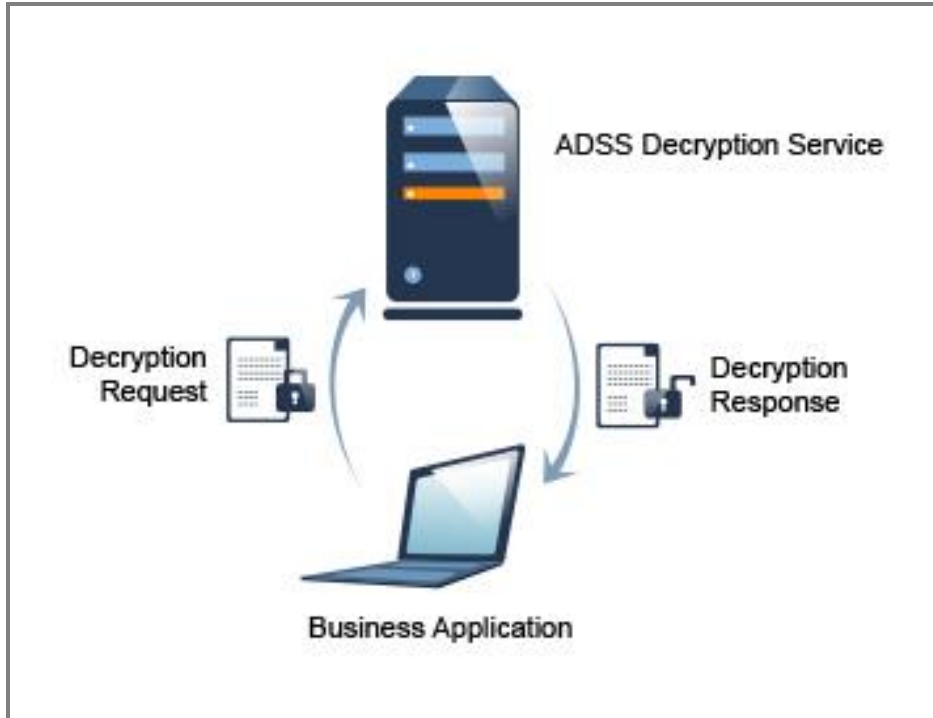 ADSS Decryption Service
Decryption
Request
Decryption
Response
Business Application